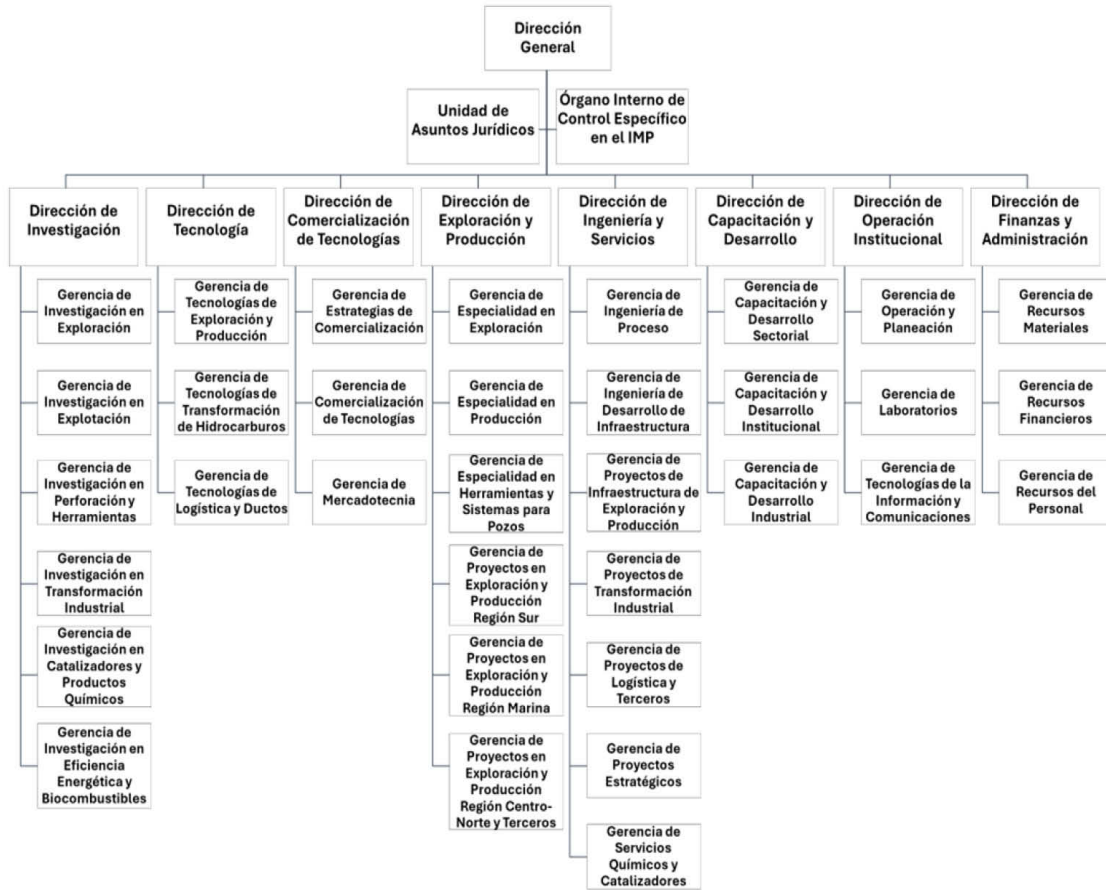 Dirección
General
Unidad de
Asuntos Jurídicos
Órgano Interno de
Control Específico
en el IMP
Dirección de
Investigación
Dirección de
Tecnología
Dirección de
Comercialización
de Tecnologías
Dirección de
Exploración y
Producción
Dirección de
Ingeniería y
Servicios
Dirección de
Capacitación y
Desarrollo
Dirección de
Operación
Institucional
Dirección de
Finanzas y
Administración
Gerencia de
Investigación en
Exploración
Gerencia de
Investigación en
Explotación
Gerencia de
Investigación en
Perforación y
Herramientas
Gerencia de
Investigación en
Transformación
Industrial
Gerencia de
Investigación en
Catalizadores y
Productos
Químicos
Gerencia de
Investigación en
Eficiencia
Energética y
Biocombustibles
Gerencia de
Tecnologías de
Exploración y
Producción
Gerencia de
Tecnologías de
Transformación
de Hidrocarburos
Gerencia de
Tecnologías de
Logística y Ductos
Gerencia de
Estrategias de
Comercialización
Gerencia de
Comercialización
de Tecnologías
Gerencia de
Mercadotecnia
Gerencia de
Especialidad en
Exploración
Gerencia de
Especialidad en
Producción
Gerencia de
Especialidad en
Herramientas y
Sistemas para
Pozos
Gerencia de
Proyectos en
Exploración y
Producción
Región Sur
Gerencia de
Proyectos en
Exploración y
Producción
Región Marina
Gerencia de
Proyectos en
Exploración y
Producción
Región Centro-
Norte y Terceros
Gerencia de
Ingeniería de
Proceso
Gerencia de
Ingeniería de
Desarrollo de
Infraestructura
Gerencia de
Proyectos de
Infraestructura de
Exploración y
Producción
Gerencia de
Proyectos de
Transformación
Industrial
Gerencia de
Proyectos de
Logística y
Terceros
Gerencia de
Proyectos
Estratégicos
Gerencia de
Servicios
Químicos y
Catalizadores
Gerencia de
Capacitación y
Desarrollo
Sectorial
Gerencia de
Capacitación y
Desarrollo
Institucional
Gerencia de
Capacitación y
Desarrollo
Industrial
Gerencia de
Operación y
Planeación
Gerencia de
Laboratorios
Gerencia de
Tecnologías de la
Información y
Comunicaciones
Gerencia de
Recursos
Materiales
Gerencia de
Recursos
Financieros
Gerencia de
Recursos del
Personal